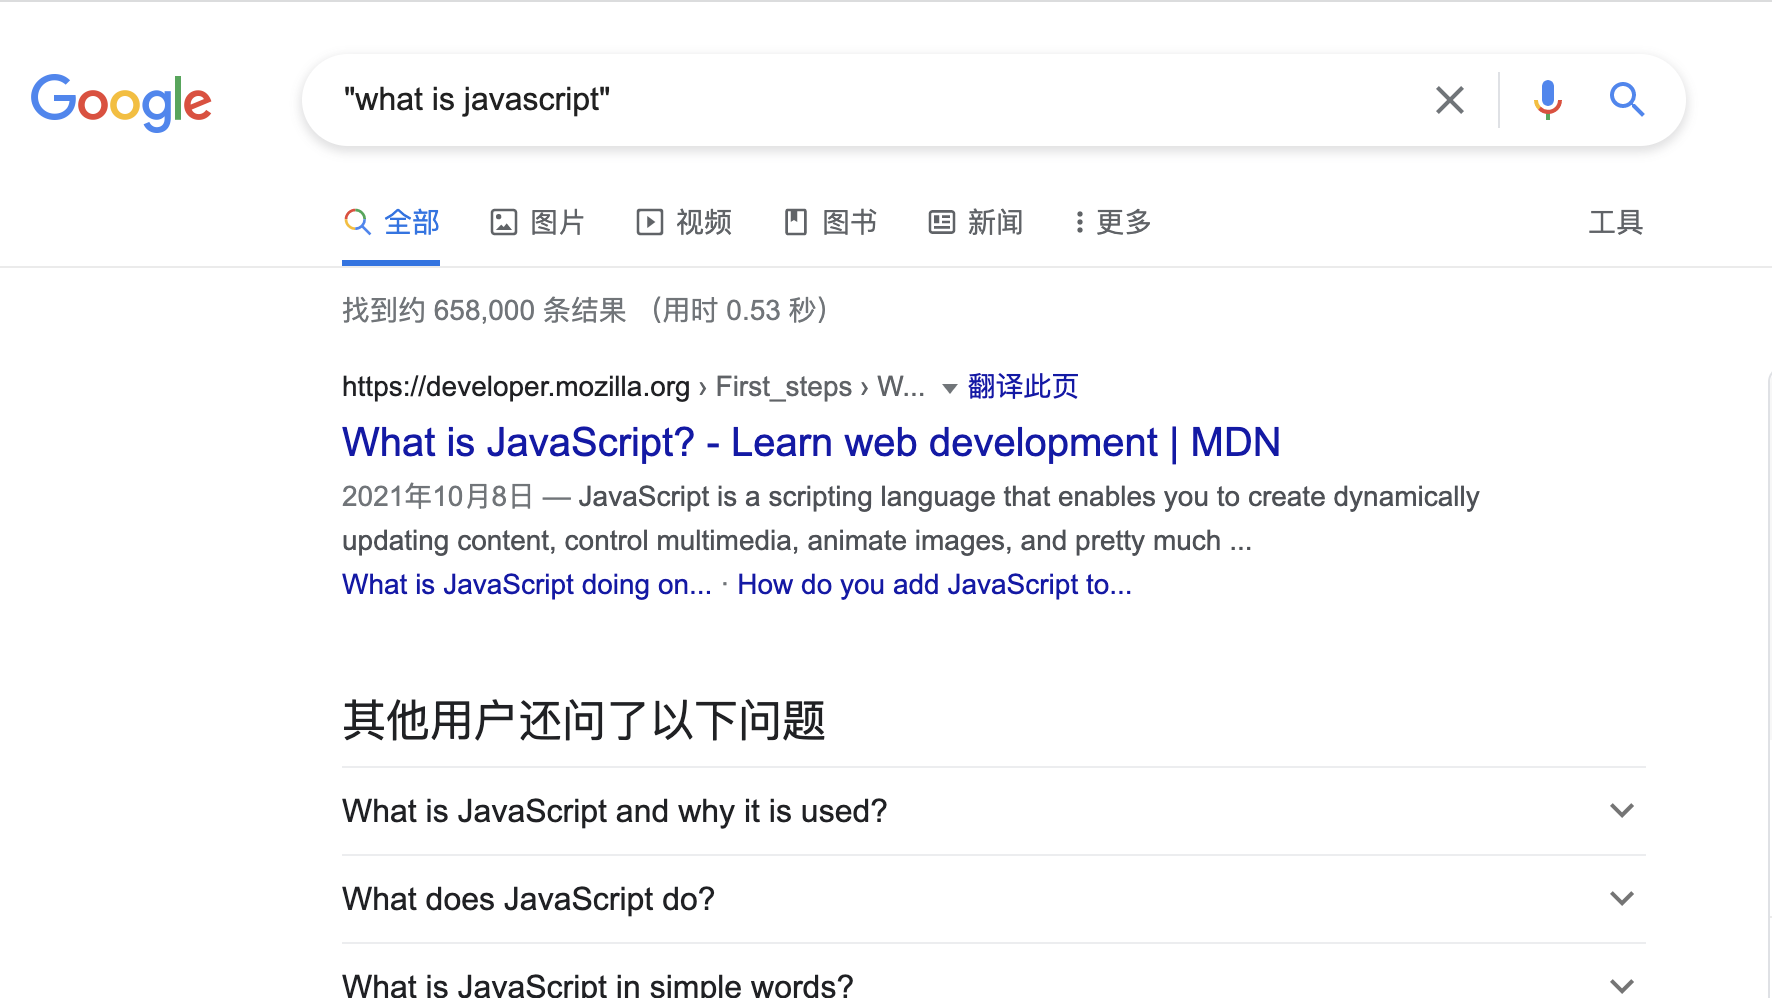 Google
"what is javascript"
全部 图片 视频 图书 新闻 更多 工具
找到约 658,000 条结果 （用时 0.53 秒）
https://developer.mozilla.org › First_steps › W... 翻译此页
What is JavaScript? - Learn web development | MDN
2021年10月8日 — JavaScript is a scripting language that enables you to create dynamically
updating content, control multimedia, animate images, and pretty much ...
What is JavaScript doing on... · How do you add JavaScript to...
其他用户还问了以下问题
What is JavaScript and why it is used?
What does JavaScript do?
What is JavaScript in simple words?